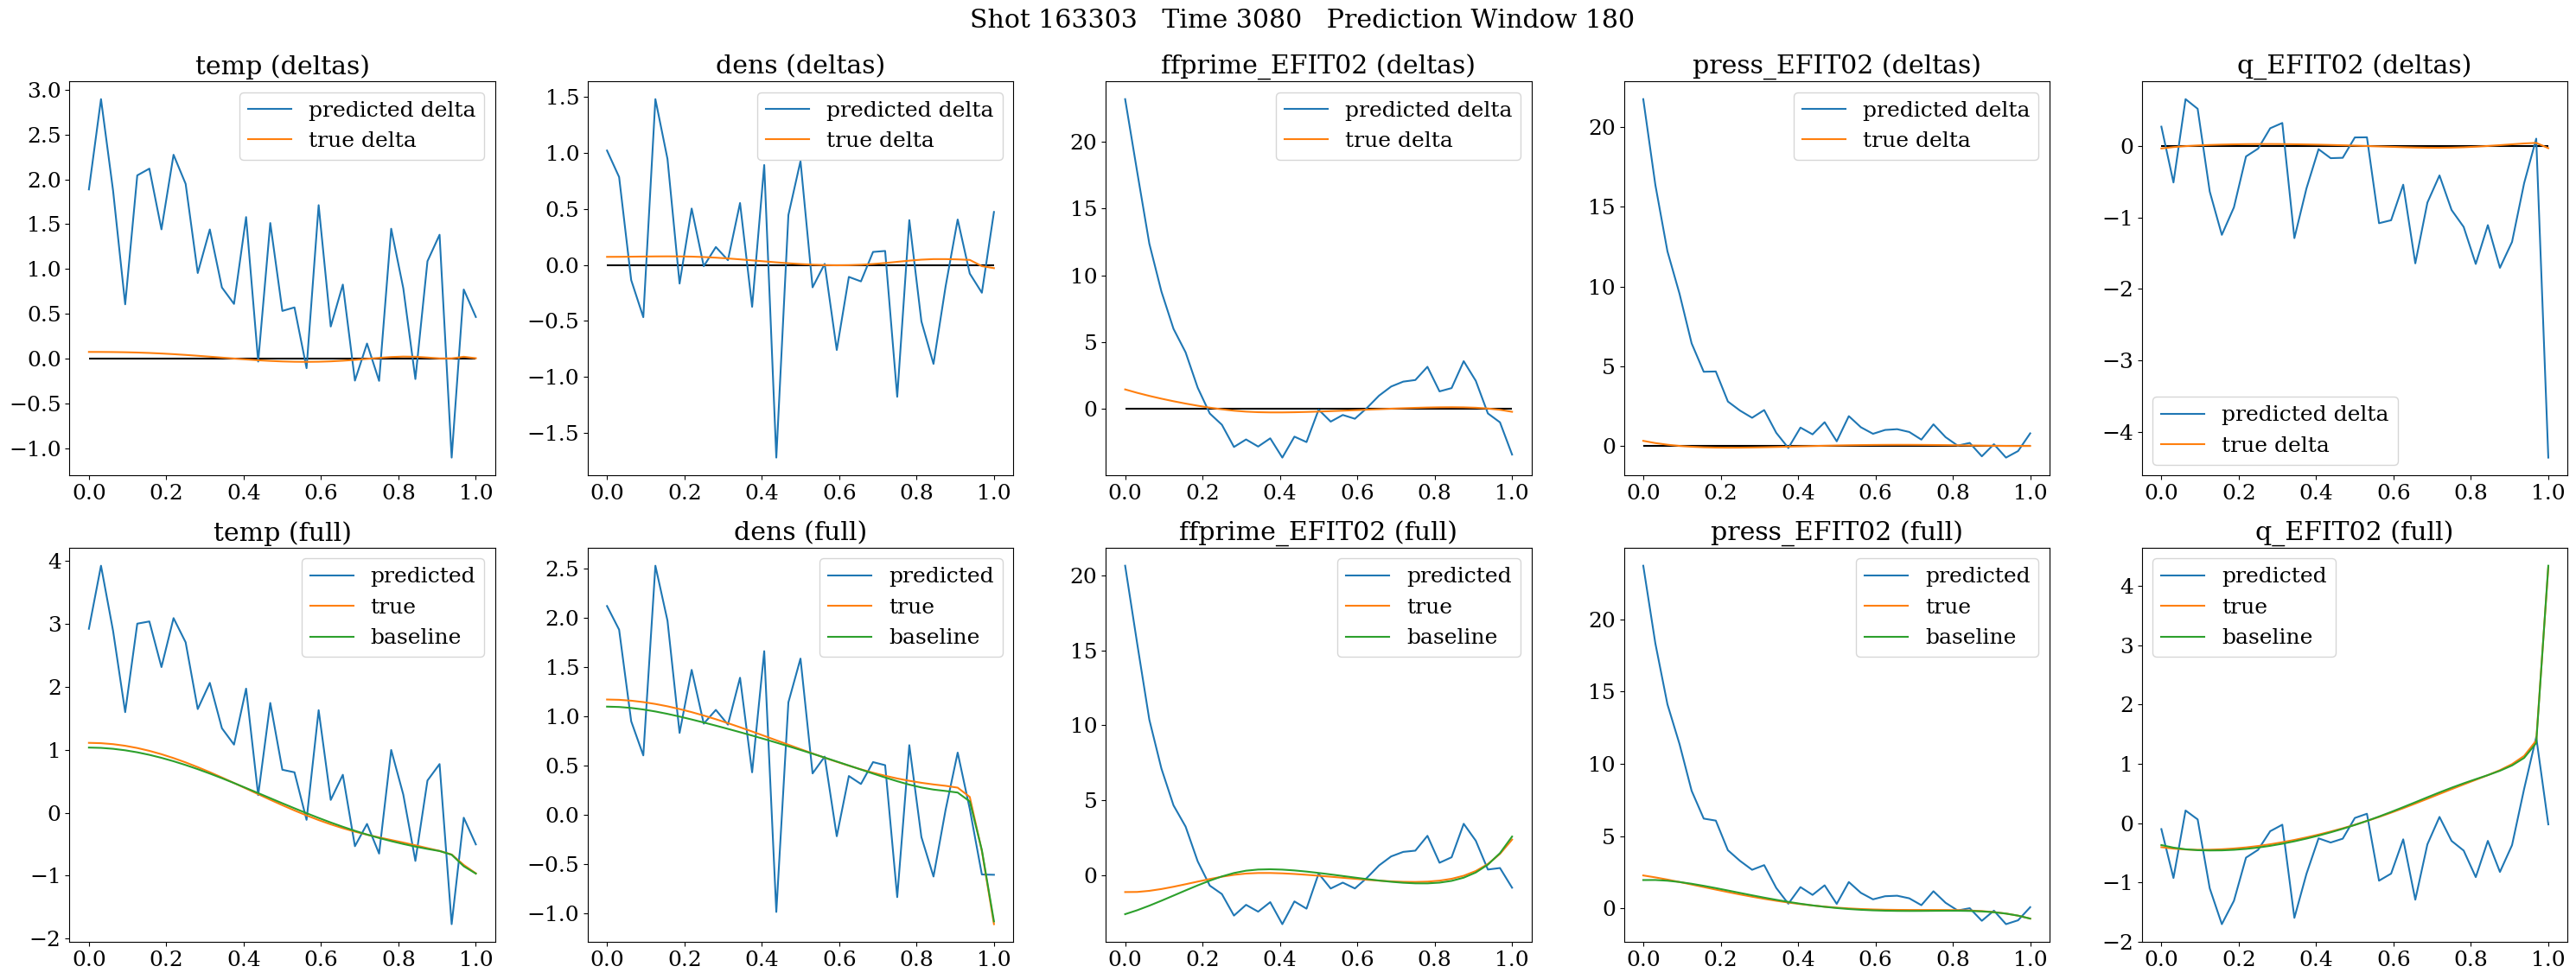 Shot 163303   Time 3080   Prediction Window 180
temp (deltas)
3.0
2.5
2.0
1.5
1.0
0.5
0.0
−0.5
−1.0
0.0 0.2 0.4 0.6 0.8 1.0
predicted delta
true delta
dens (deltas)
1.5
1.0
0.5
0.0
−0.5
−1.0
−1.5
0.0 0.2 0.4 0.6 0.8 1.0
predicted delta
true delta
ffprime_EFIT02 (deltas)
20
15
10
5
0
0.0 0.2 0.4 0.6 0.8 1.0
predicted delta
true delta
press_EFIT02 (deltas)
20
15
10
5
0
0.0 0.2 0.4 0.6 0.8 1.0
predicted delta
true delta
q_EFIT02 (deltas)
0
−1
−2
−3
−4
0.0 0.2 0.4 0.6 0.8 1.0
predicted delta
true delta
temp (full)
4
3
2
1
0
−1
−2
0.0 0.2 0.4 0.6 0.8 1.0
predicted
true
baseline
dens (full)
2.5
2.0
1.5
1.0
0.5
0.0
−0.5
−1.0
0.0 0.2 0.4 0.6 0.8 1.0
predicted
true
baseline
ffprime_EFIT02 (full)
20
15
10
5
0
0.0 0.2 0.4 0.6 0.8 1.0
predicted
true
baseline
press_EFIT02 (full)
20
15
10
5
0
0.0 0.2 0.4 0.6 0.8 1.0
predicted
true
baseline
q_EFIT02 (full)
4
3
2
1
0
−1
−2
0.0 0.2 0.4 0.6 0.8 1.0
predicted
true
baseline